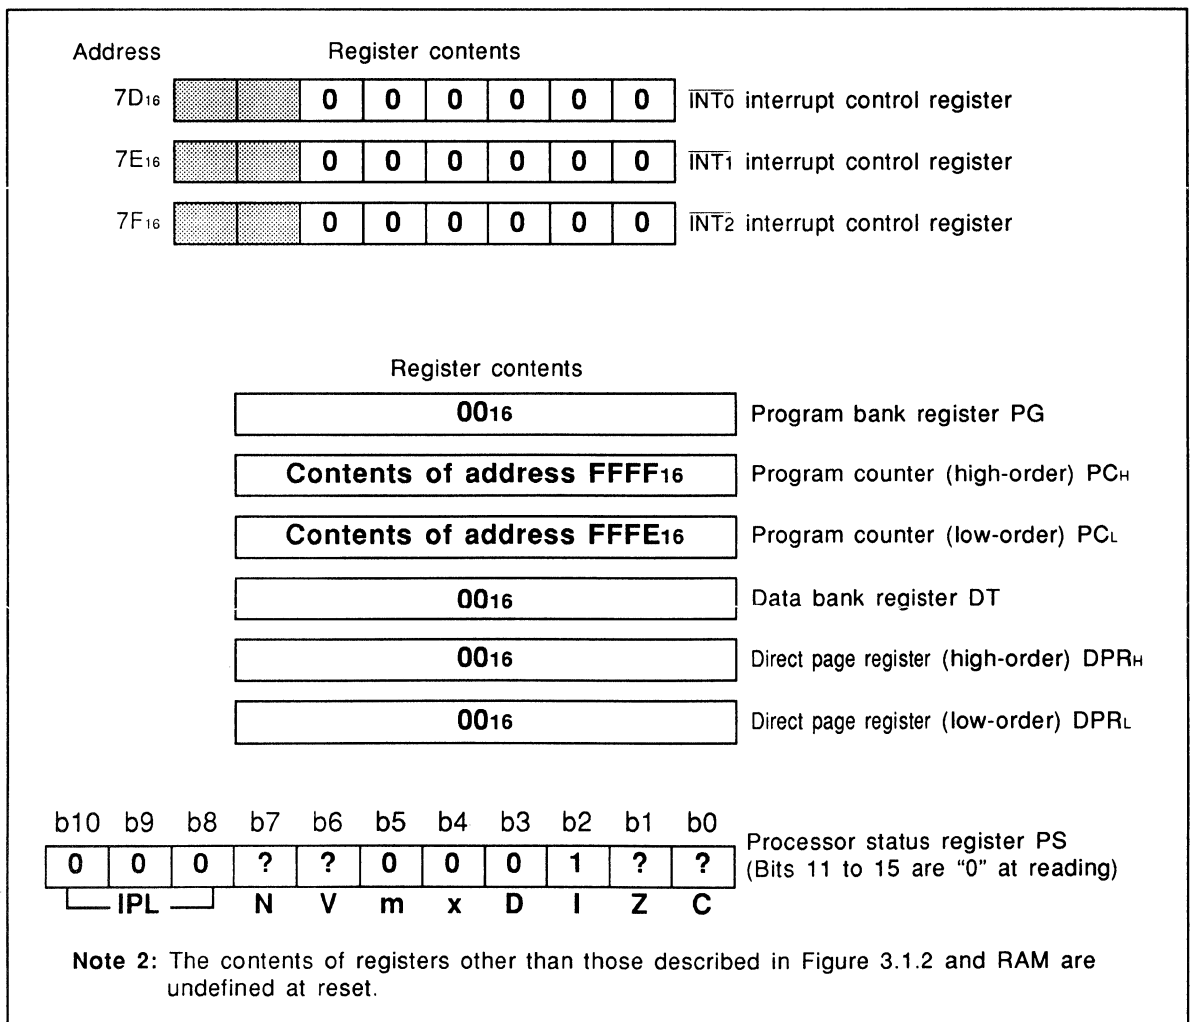 Address Register contents
7D16 0 0 0 0 0 0 INT0 interrupt control register
7E16 0 0 0 0 0 0 INT1 interrupt control register
7F16 0 0 0 0 0 0 INT2 interrupt control register
Register contents
0016 Program bank register PG
Contents of address FFFF16 Program counter (high-order) PCH
Contents of address FFFE16 Program counter (low-order) PCL
0016 Data bank register DT
0016 Direct page register (high-order) DPRH
0016 Direct page register (low-order) DPRL
b10 b9 b8 b7 b6 b5 b4 b3 b2 b1 b0
Processor status register PS
0 0 0 ? ? 0 0 0 1 ? ? (Bits 11 to 15 are “0” at reading)
IPL N V m x D I Z C
Note 2: The contents of registers other than those described in Figure 3.1.2 and RAM are
undefined at reset.